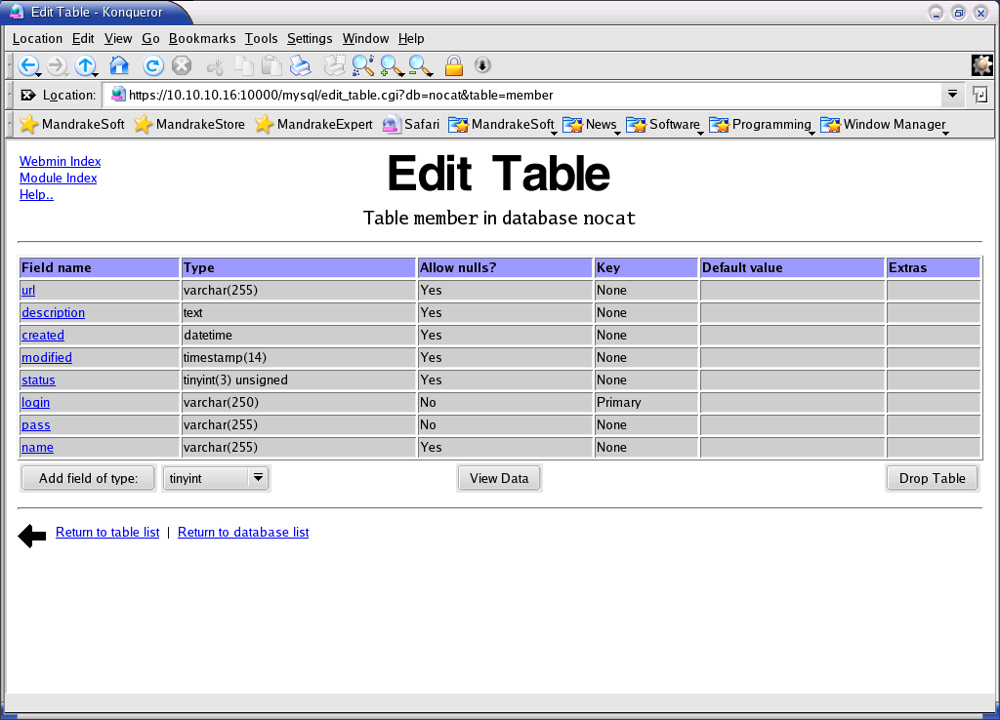 Edit Table - Konqueror
Location Edit View Go Bookmarks Tools Settings Window Help
Location: https://10.10.10.16:10000/mysql/edit_table.cgi?db=nocat&table=member
MandrakeSoft MandrakeStore MandrakeExpert Safari MandrakeSoft News Software Programming Window Manager
Webmin Index
Module Index
Help..
Edit Table
Table member in database nocat
Field name Type Allow nulls? Key Default value Extras
url varchar(255) Yes None
description text Yes None
created datetime Yes None
modified timestamp(14) Yes None
status tinyint(3) unsigned Yes None
login varchar(250) No Primary
pass varchar(255) No None
name varchar(255) Yes None
Add field of type: tinyint View Data Drop Table
Return to table list | Return to database list